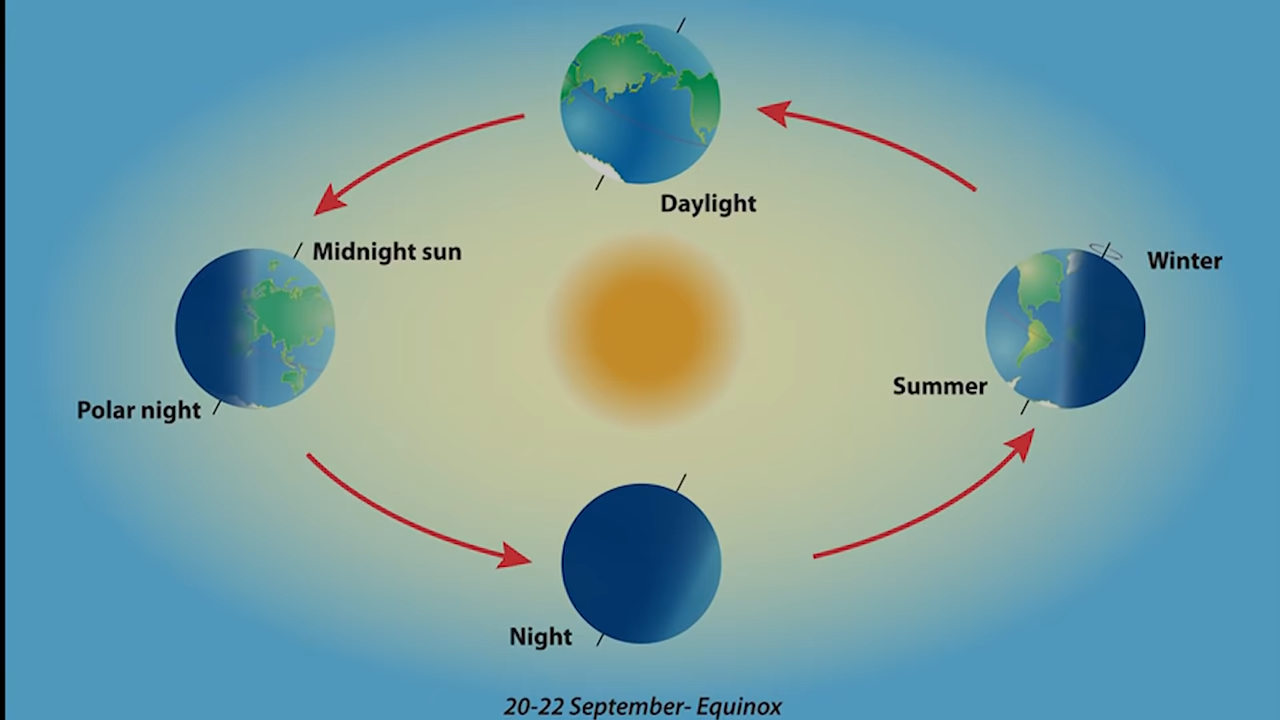 Daylight
Midnight sun
Winter
Summer
Polar night
Night
20-22 September- Equinox